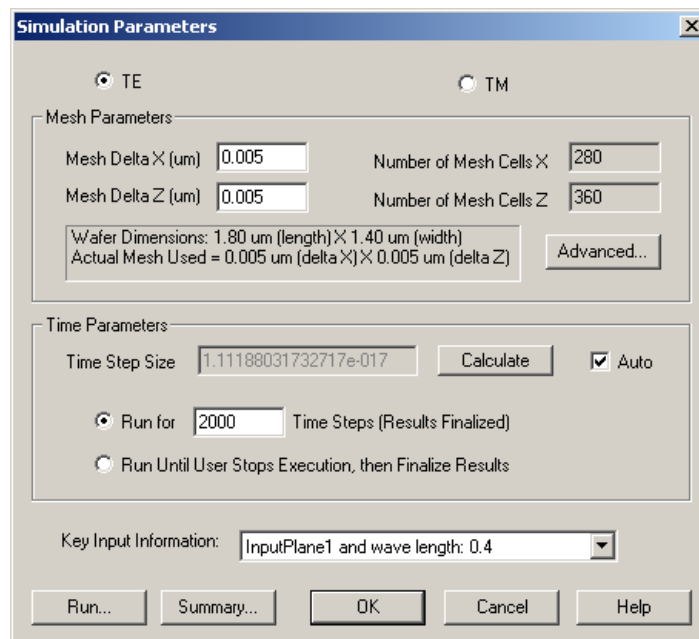 Simulation Parameters
TE TM
Mesh Parameters
Mesh Delta X (um) 0.005 Number of Mesh Cells X 280
Mesh Delta Z (um) 0.005 Number of Mesh Cells Z 360
Wafer Dimensions: 1.80 um (length) X 1.40 um (width)
Actual Mesh Used = 0.005 um (delta X) X 0.005 um (delta Z)
Advanced...
Time Parameters
Time Step Size 1.11188031732717e-017 Calculate Auto
Run for 2000 Time Steps (Results Finalized)
Run Until User Stops Execution, then Finalize Results
Key Input Information: InputPlane1 and wave length: 0.4
Run... Summary... OK Cancel Help